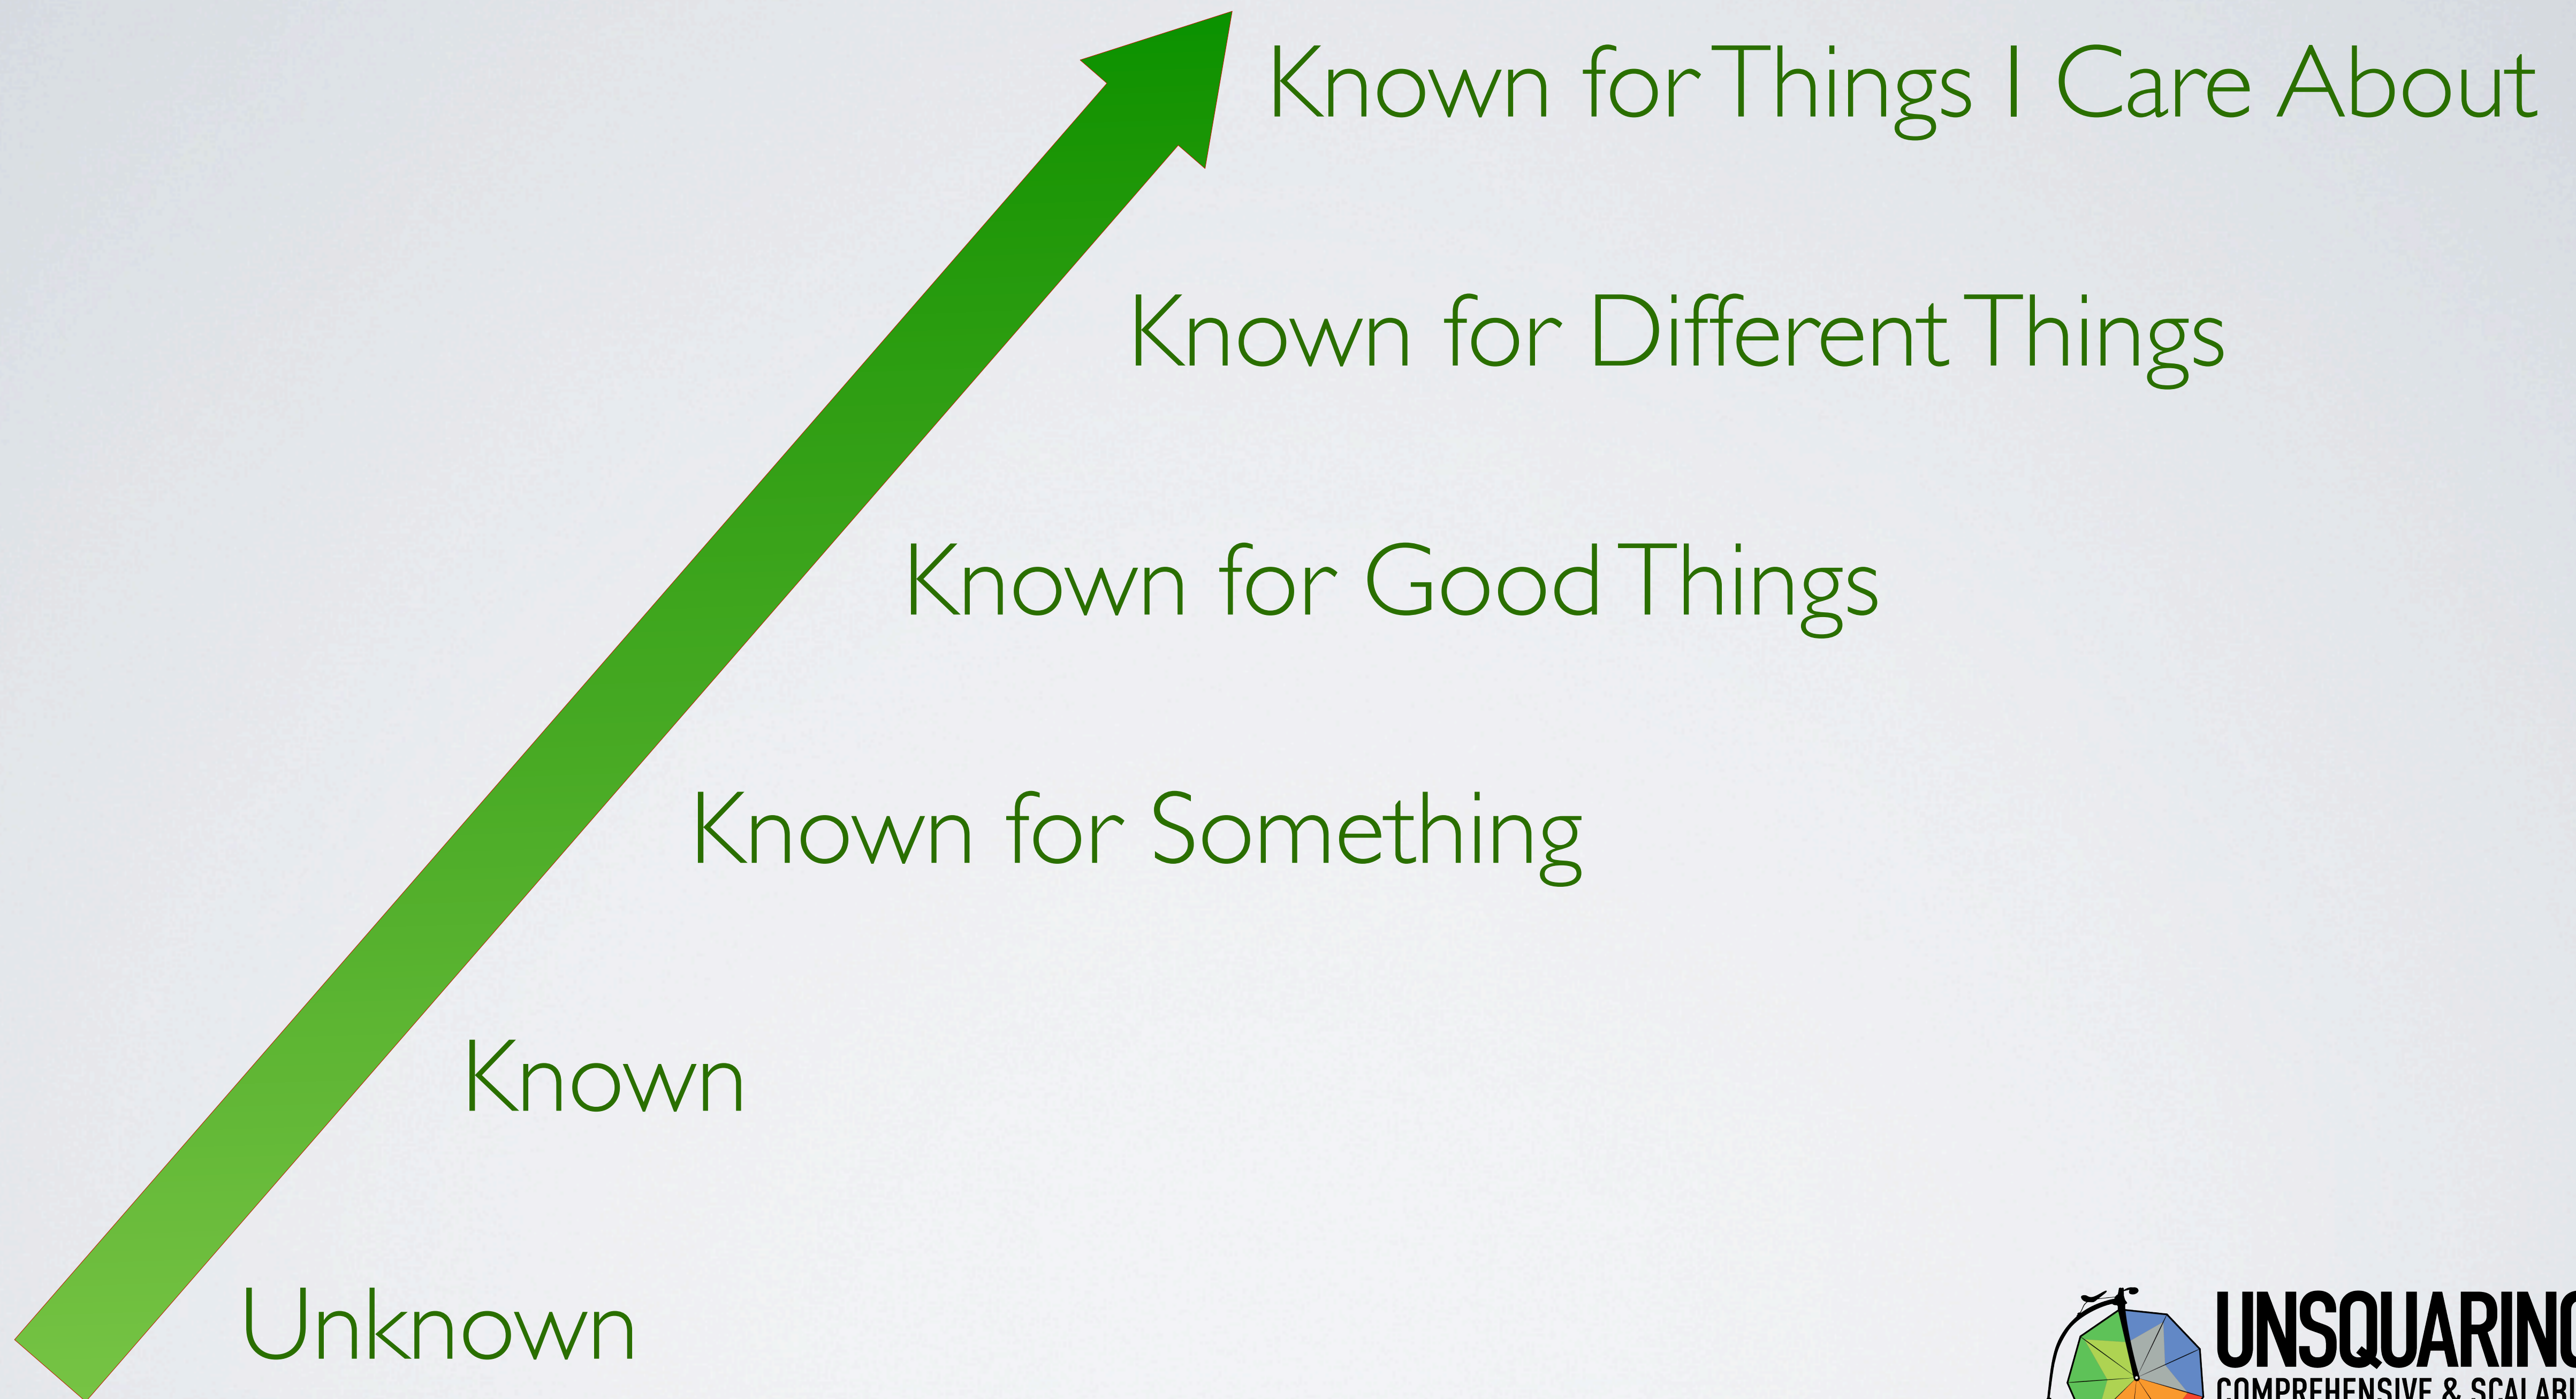 Known for Things I Care About
Known for Different Things
Known for Good Things
Known for Something
Known
Unknown
UNSQUARING
COMPREHENSIVE &